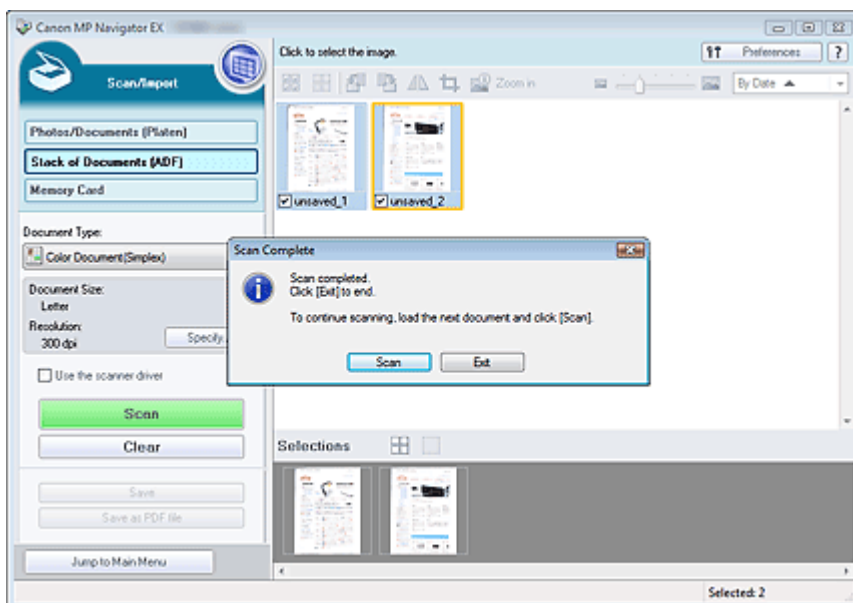 Canon MP Navigator EX
Scan/Import
Photos/Documents (Platen)
Stack of Documents (ADF)
Memory Card
Document Type:
Color Document(Simplex)
Document Size:
Letter
Resolution:
300 dpi
Specify...
Use the scanner driver
Scan
Clear
Save
Save as PDF file
Jump to Main Menu
Click to select the image.
Preferences
?
Zoom in
By Date
unsaved_1
unsaved_2
Scan Complete
Scan completed.
Click [Exit] to end.
To continue scanning, load the next document and click [Scan].
Scan
Exit
Selections
Selected: 2